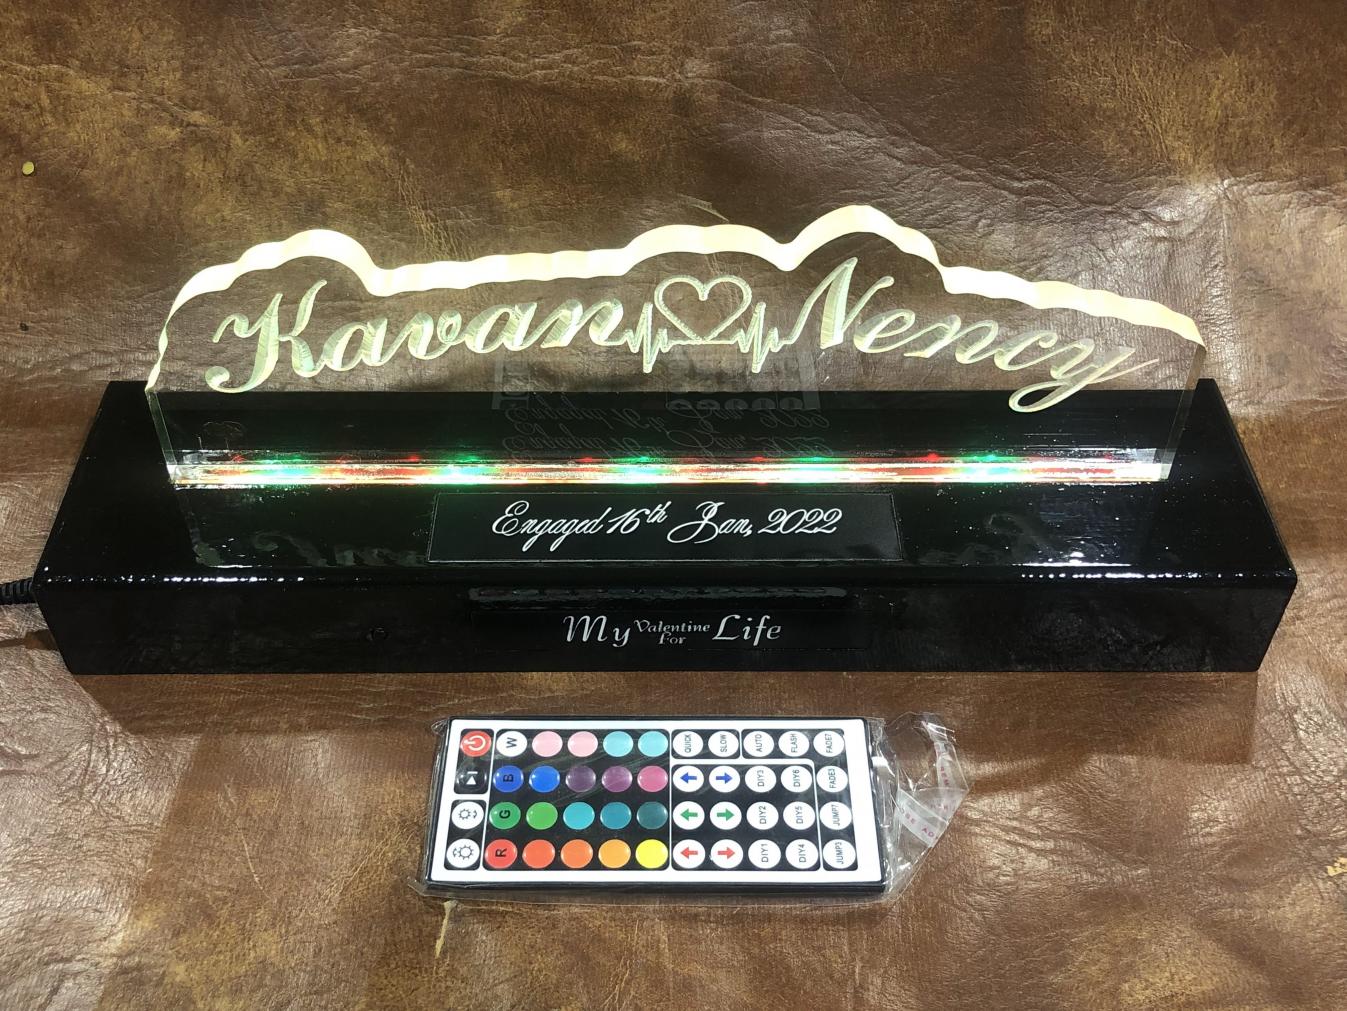 Kavan Nency
Engaged 16th Jan, 2022
My Valentine For Life
W QUICK SLOW AUTO FLASH FADE7
B DIY3 DIY6 FADE3
G DIY2 DIY5 JUMP7
R DIY1 DIY4 JUMP3